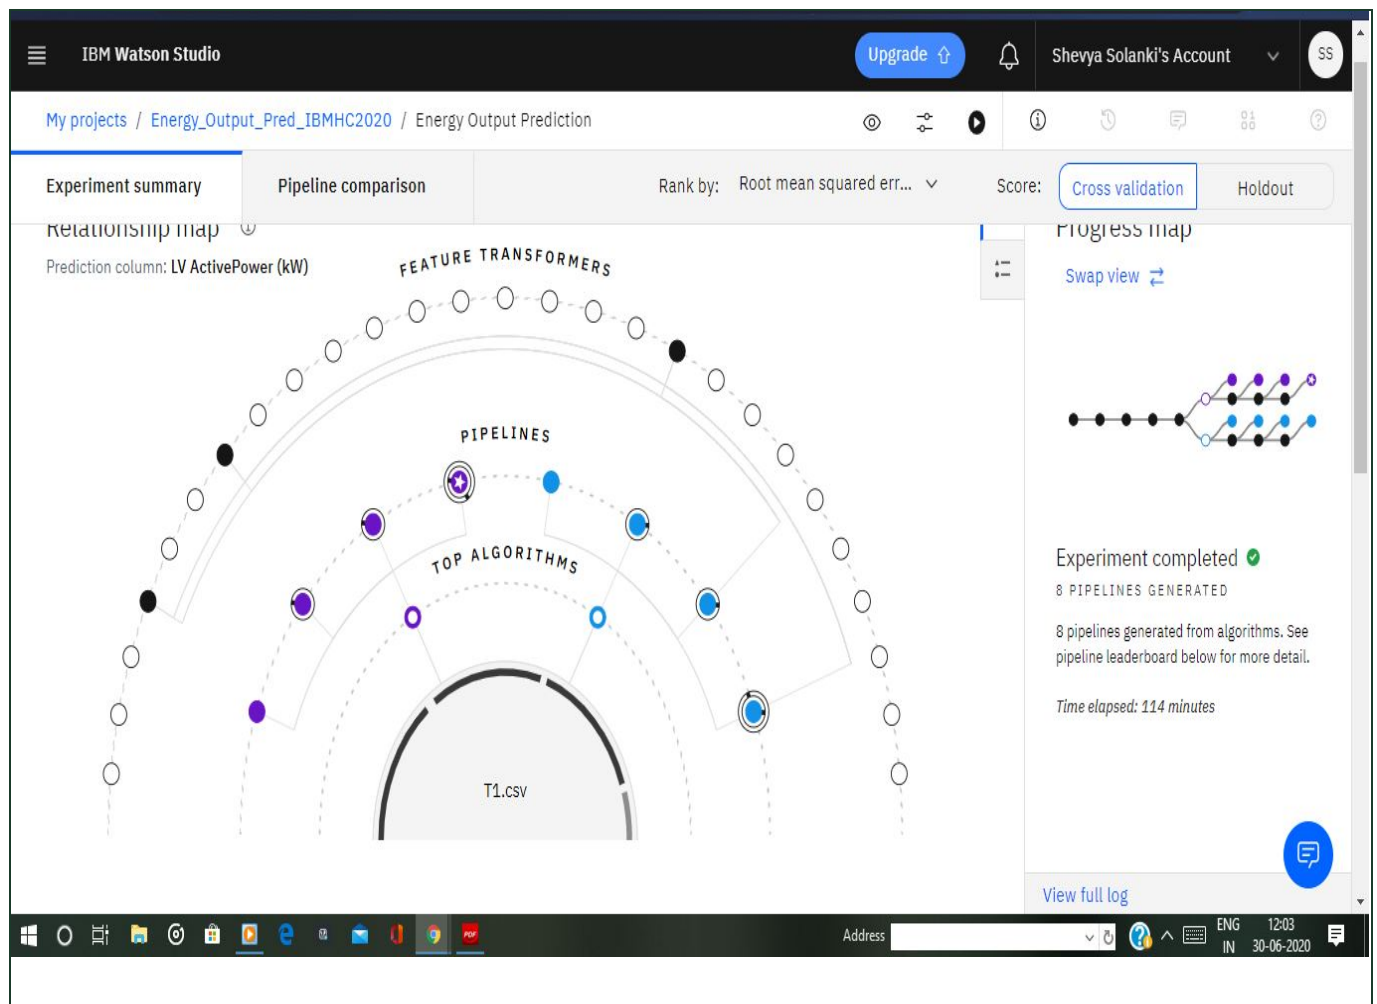 IBM Watson Studio
Upgrade
Shevya Solanki's Account
SS
My projects / Energy_Output_Pred_IBMHC2020 / Energy Output Prediction
Experiment summary
Pipeline comparison
Rank by: Root mean squared err...
Score: Cross validation Holdout
Relationship map
Prediction column: LV ActivePower (kW)
FEATURE TRANSFORMERS
PIPELINES
TOP ALGORITHMS
T1.csv
Progress map
Swap view
Experiment completed
8 PIPELINES GENERATED
8 pipelines generated from algorithms. See
pipeline leaderboard below for more detail.
Time elapsed: 114 minutes
View full log
Address
ENG
IN
12:03
30-06-2020